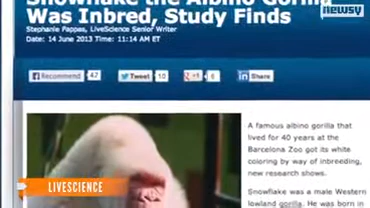 Snowflake the Albino Gorilla
Was Inbred, Study Finds
newsy
Stephanie Pappas, LiveScience Senior Writer
Date: 14 June 2013 Time: 11:14 AM ET
Recommend 47
Tweet 10
+1 6
in Share
A famous albino gorilla that
lived for 40 years at the
Barcelona Zoo got its white
coloring by way of inbreeding,
new research shows.
Snowflake was a male Western
lowland gorilla. He was born in
LIVESCIENCE